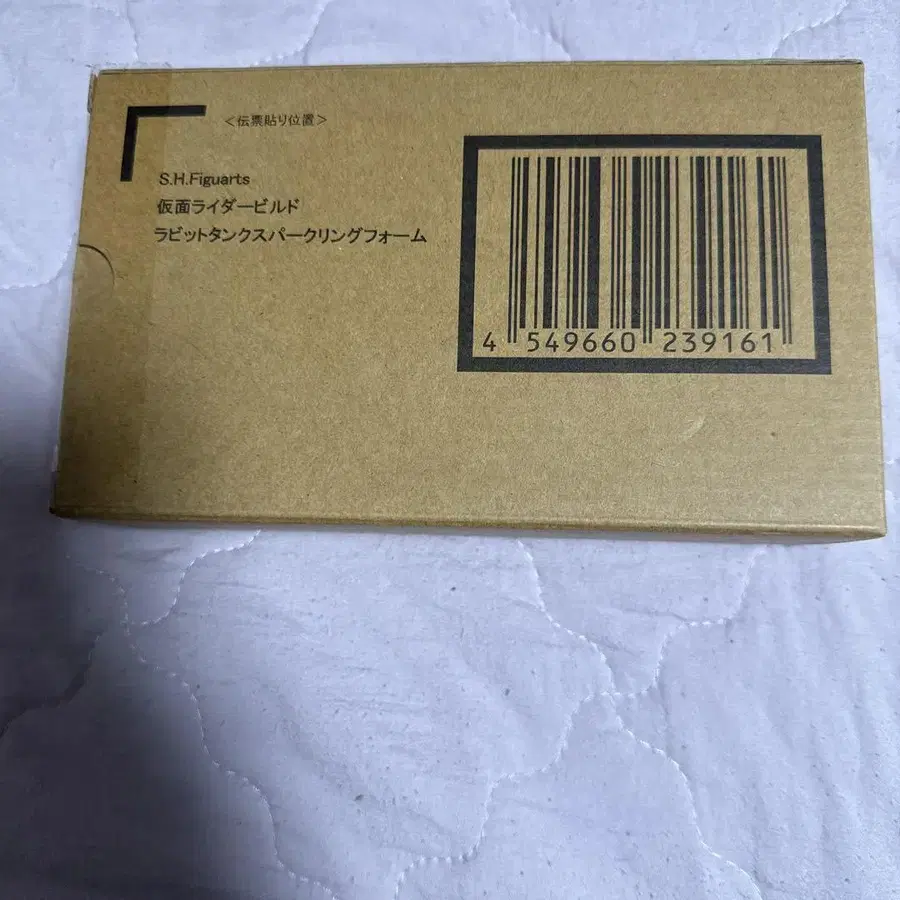 <伝票貼り位置>
S.H.Figuarts
仮面ライダービルド
ラビットタンクスパークリングフォーム
4 549660 239161